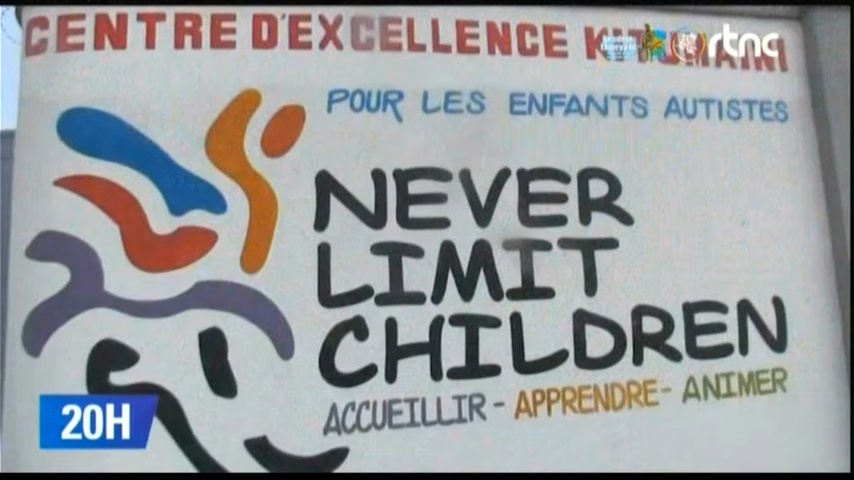 CENTRE D'EXCELLENCE
rtnc
POUR LES ENFANTS AUTISTES
NEVER
LIMIT
CHILDREN
ACCUEILLIR - APPRENDRE - ANIMER
20H